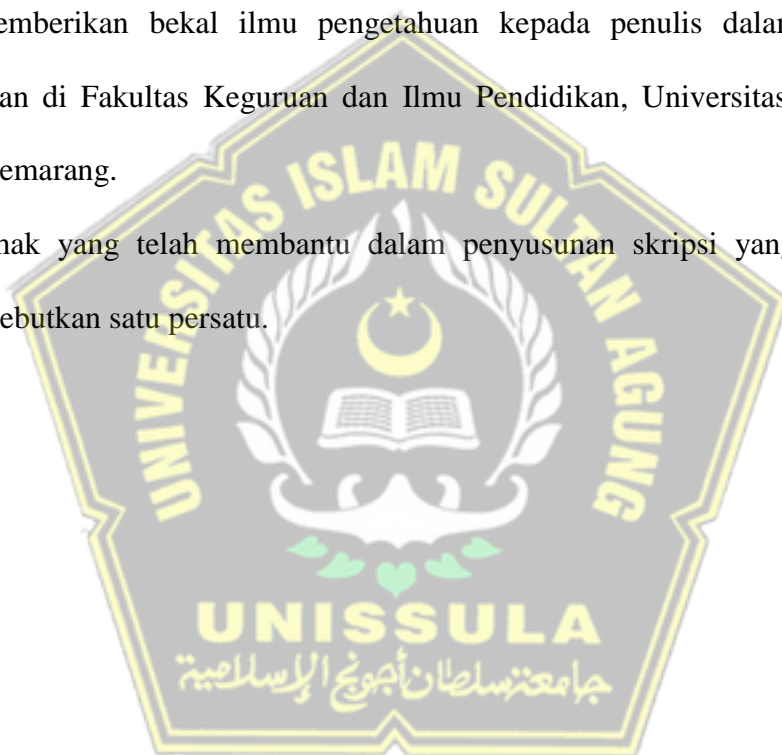 emberikan bekal ilmu pengetahuan kepada penulis dalam
an di Fakultas Keguruan dan Ilmu Pendidikan, Universitas
emarang.
nak yang telah membantu dalam penyusunan skripsi yang
ebutkan satu persatu.
UNIVERSITAS ISLAM SULTAN AGUNG
UNISSULA
جامعة سلطان أجونج الإسلامية